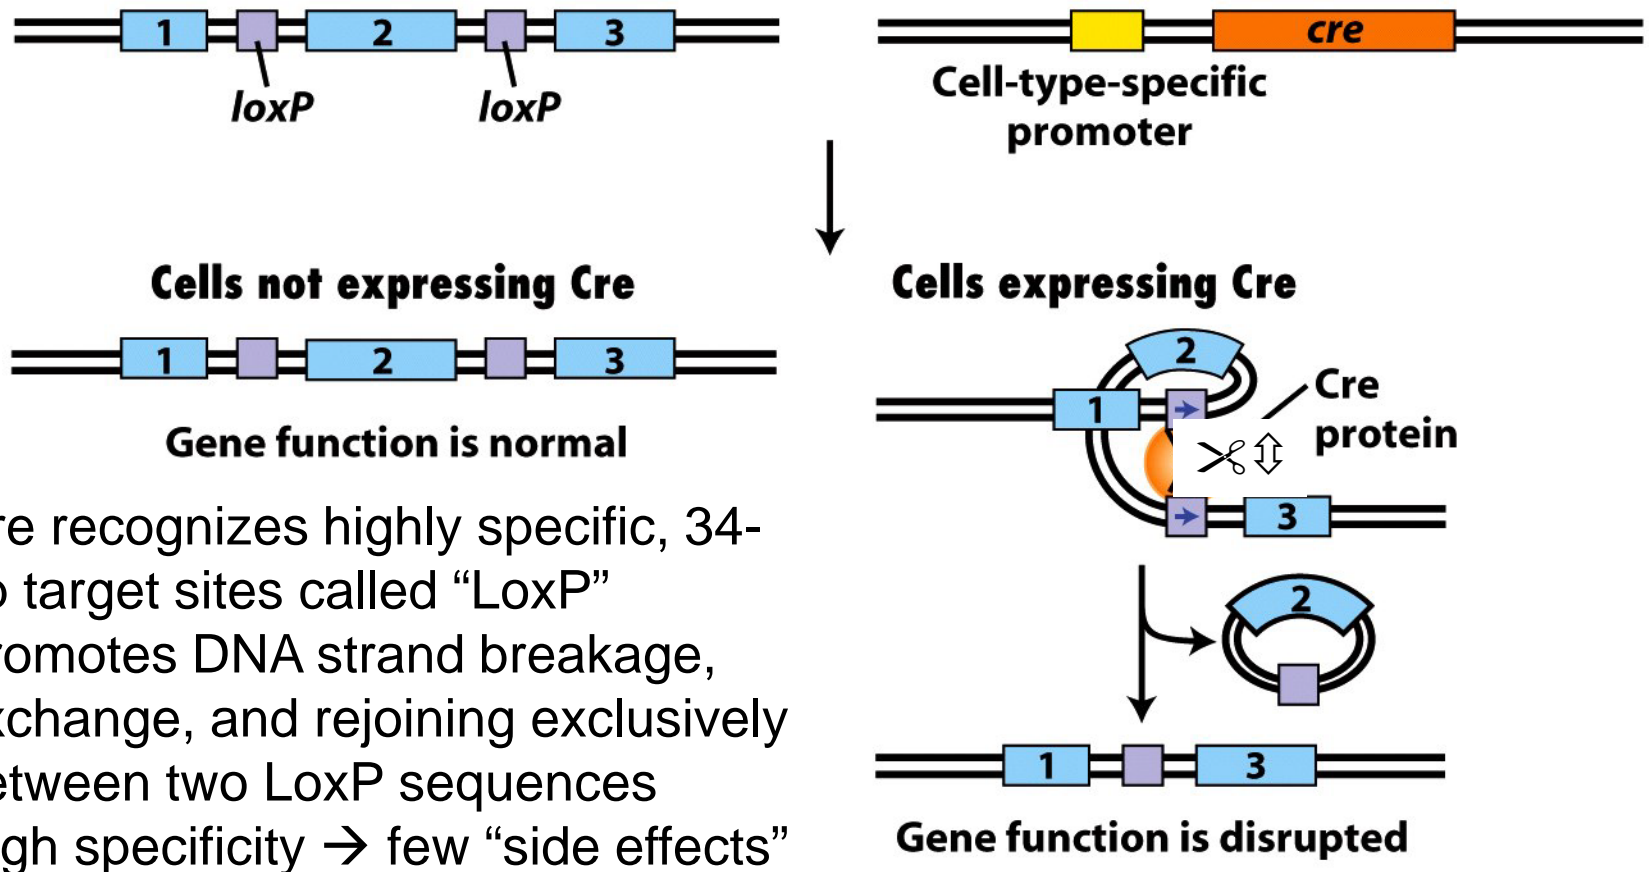 1 2 3
loxP loxP
cre
Cell-type-specific
promoter
Cells not expressing Cre
1 2 3
Gene function is normal
Cells expressing Cre
2
1
Cre
protein
3
2
1 3
Gene function is disrupted
re recognizes highly specific, 34-
target sites called “LoxP”
romotes DNA strand breakage,
xchange, and rejoining exclusively
etween two LoxP sequences
gh specificity → few “side effects”